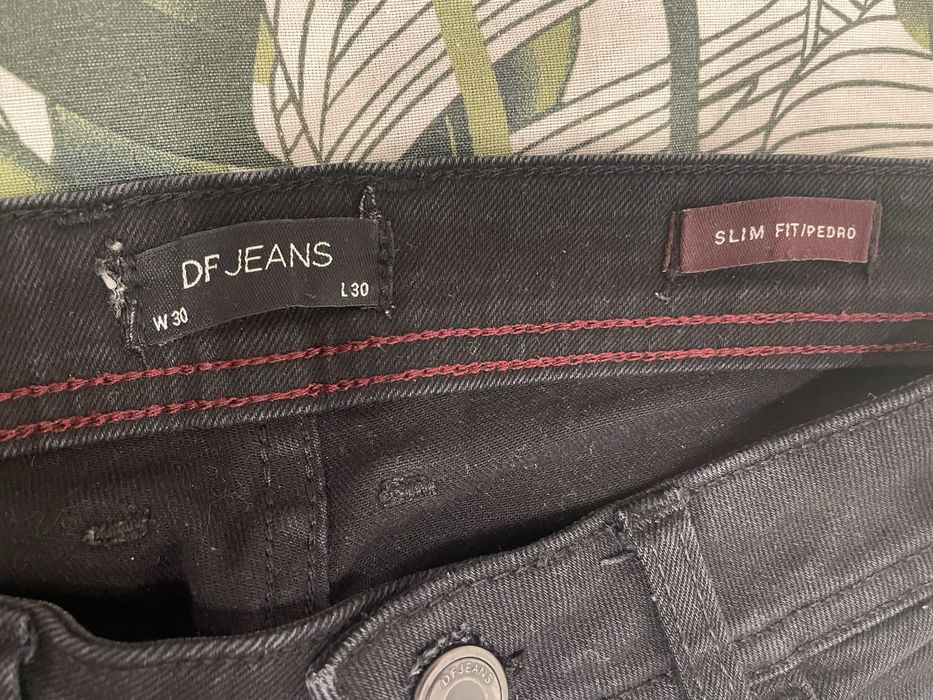 DF JEANS
W 30
L 30
SLIM FIT/PEDRO
DF JEANS